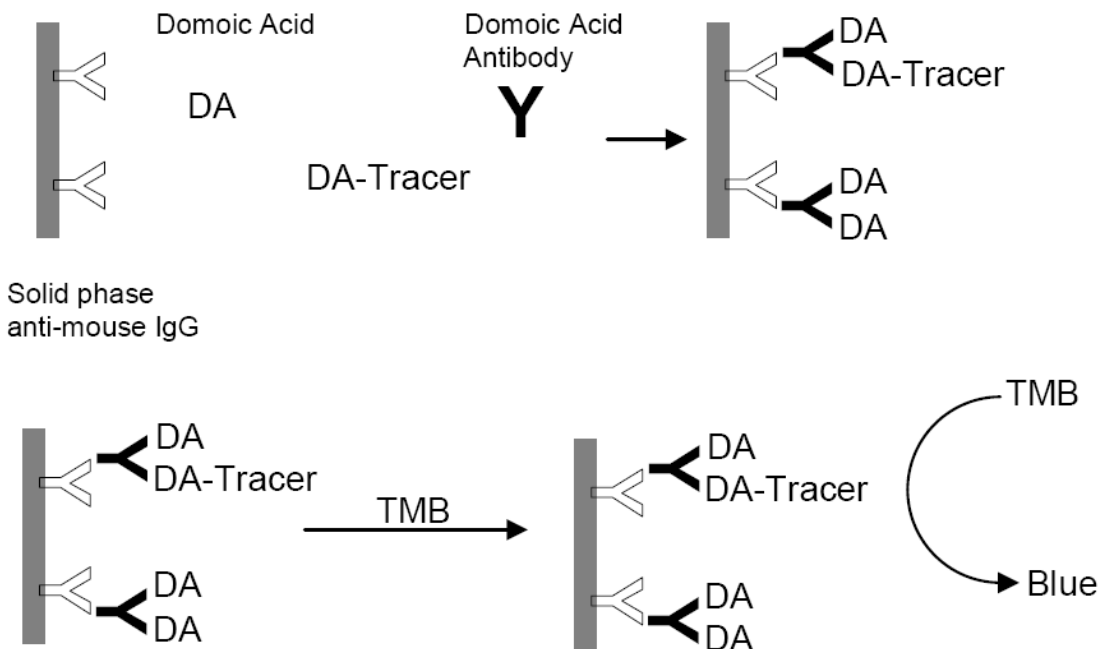 Domoic Acid
Domoic Acid
Antibody
DA
DA-Tracer
DA
DA-Tracer
DA
DA
Solid phase
anti-mouse IgG
DA
DA-Tracer
DA
DA
TMB
DA
DA-Tracer
DA
DA
TMB
Blue